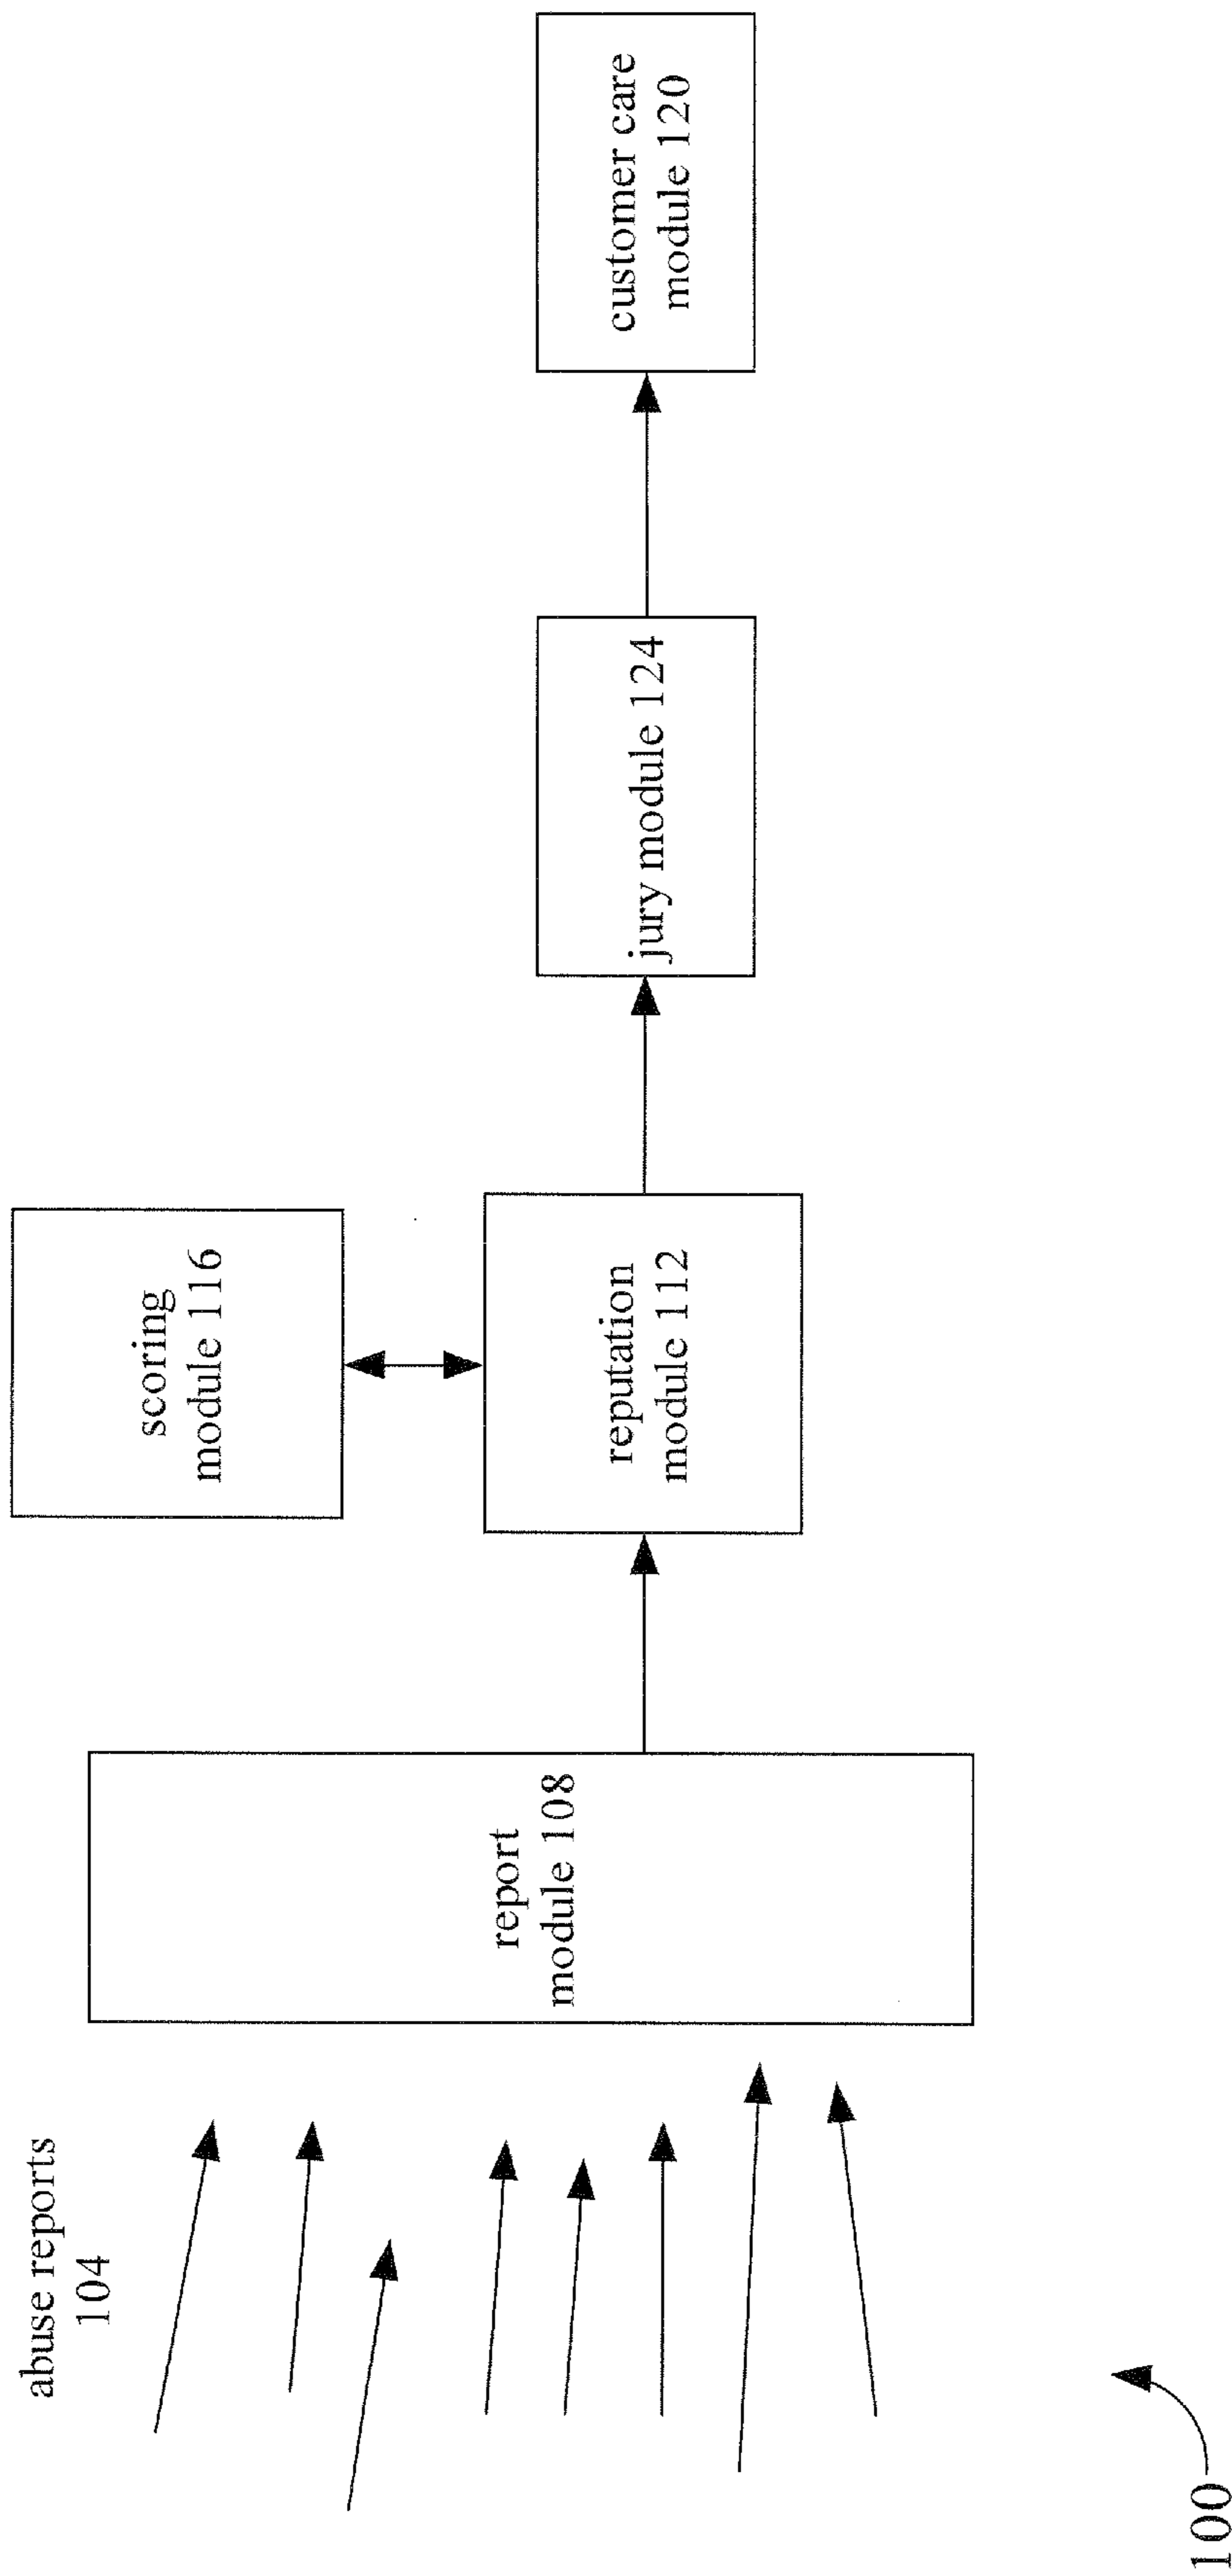 abuse reports
104
report
module 108
scoring
module 116
reputation
module 112
jury module 124
customer care
module 120
100